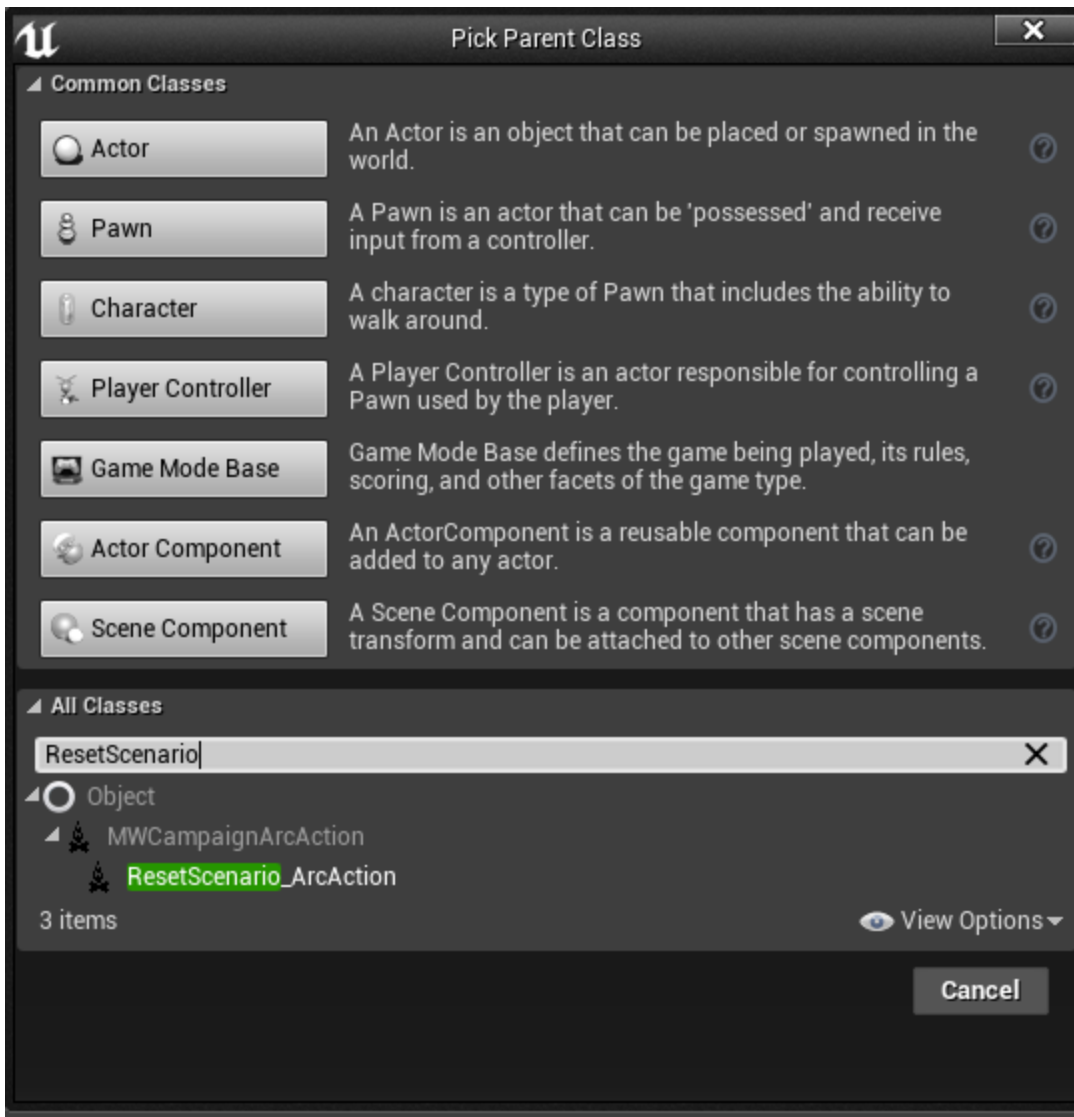 Pick Parent Class
Common Classes
Actor
An Actor is an object that can be placed or spawned in the
world.
Pawn
A Pawn is an actor that can be 'possessed' and receive
input from a controller.
Character
A character is a type of Pawn that includes the ability to
walk around.
Player Controller
A Player Controller is an actor responsible for controlling a
Pawn used by the player.
Game Mode Base
Game Mode Base defines the game being played, its rules,
scoring, and other facets of the game type.
Actor Component
An ActorComponent is a reusable component that can be
added to any actor.
Scene Component
A Scene Component is a component that has a scene
transform and can be attached to other scene components.
All Classes
ResetScenario
Object
MWCampaignArcAction
ResetScenario_ArcAction
3 items
View Options
Cancel